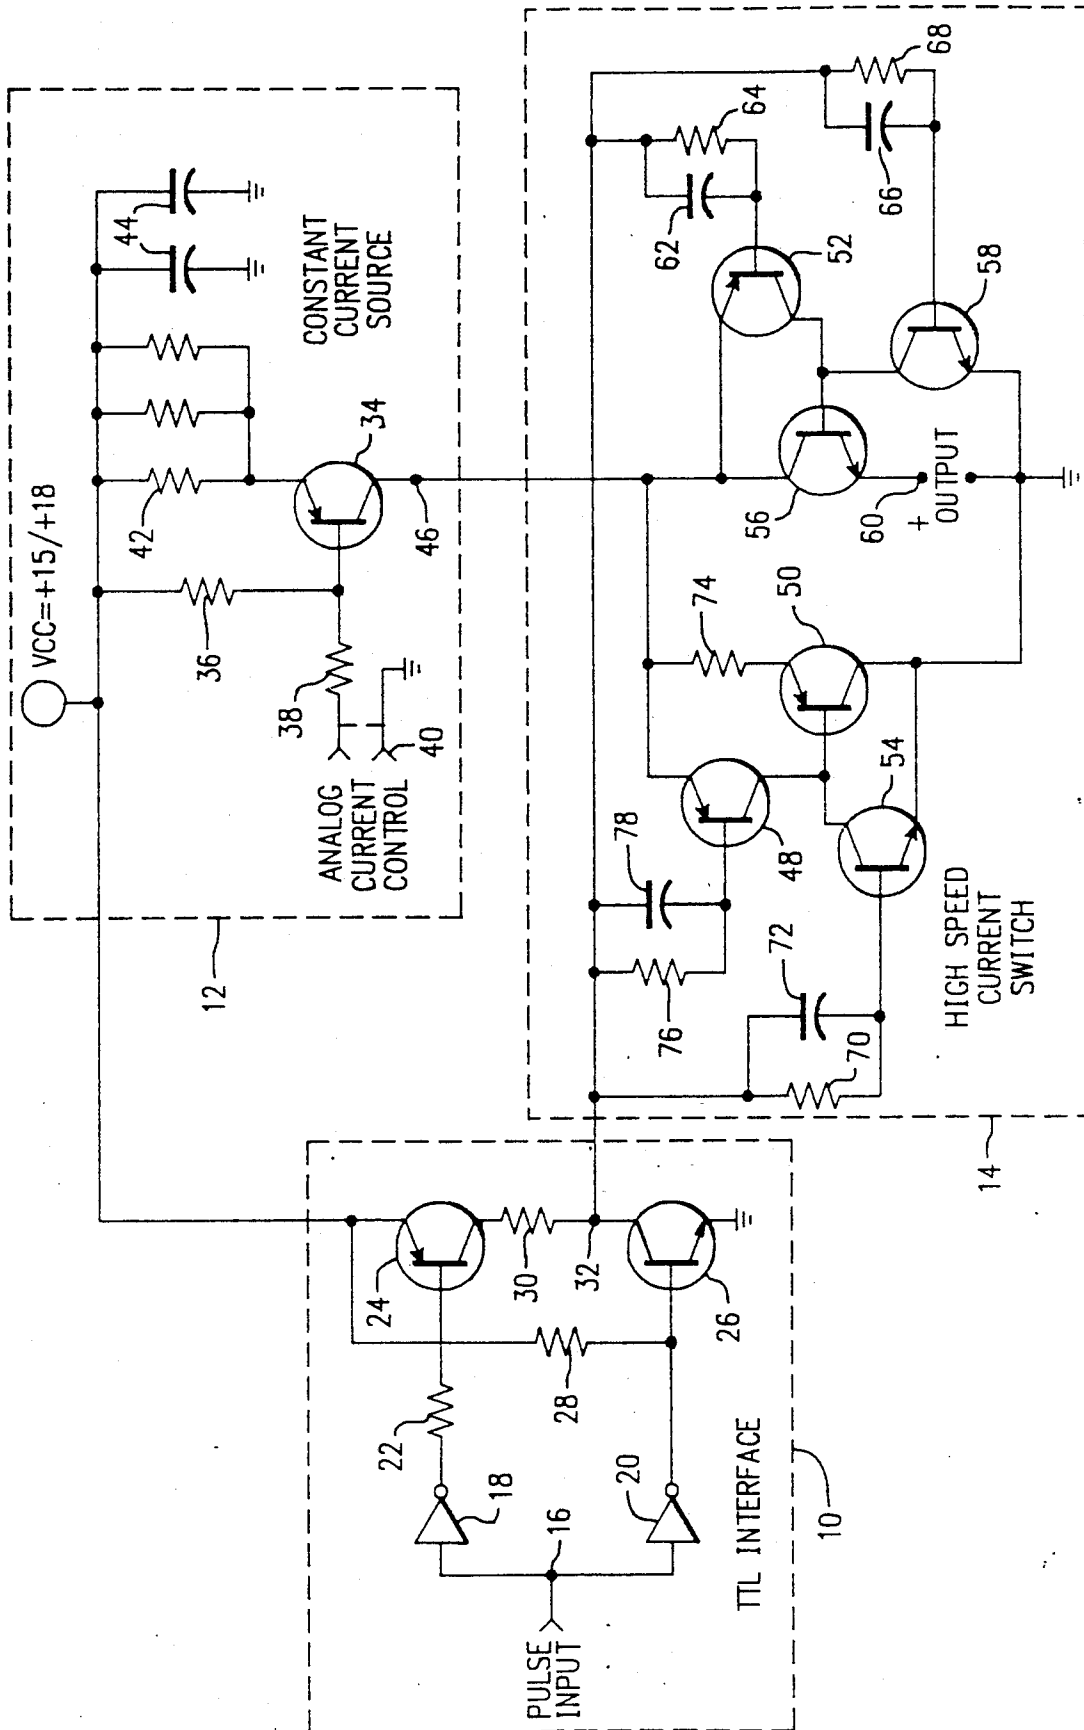 VCC=+15/+18
44
42
36
34
38
40
46
ANALOG
CURRENT
CONTROL
CONSTANT
CURRENT
SOURCE
12
68
64
62
66
52
58
56
60
+
OUTPUT
74
50
54
48
78
76
72
70
HIGH SPEED
CURRENT
SWITCH
14
24
30
32
26
28
22
18
20
16
PULSE
INPUT
TTL INTERFACE
10